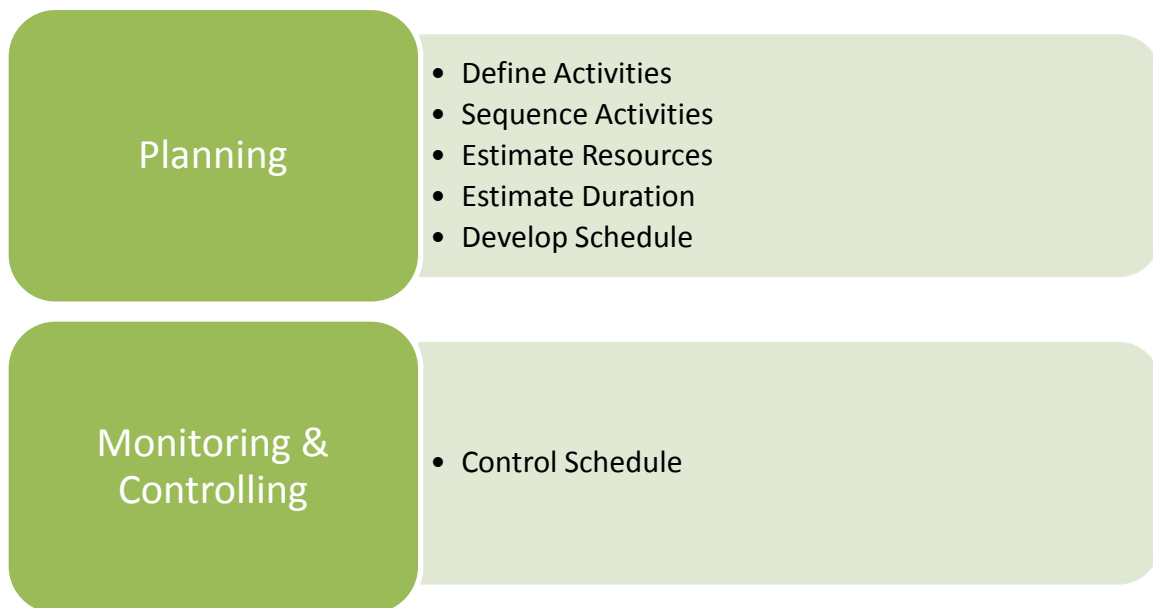 Planning
• Define Activities
• Sequence Activities
• Estimate Resources
• Estimate Duration
• Develop Schedule
Monitoring &
Controlling
• Control Schedule